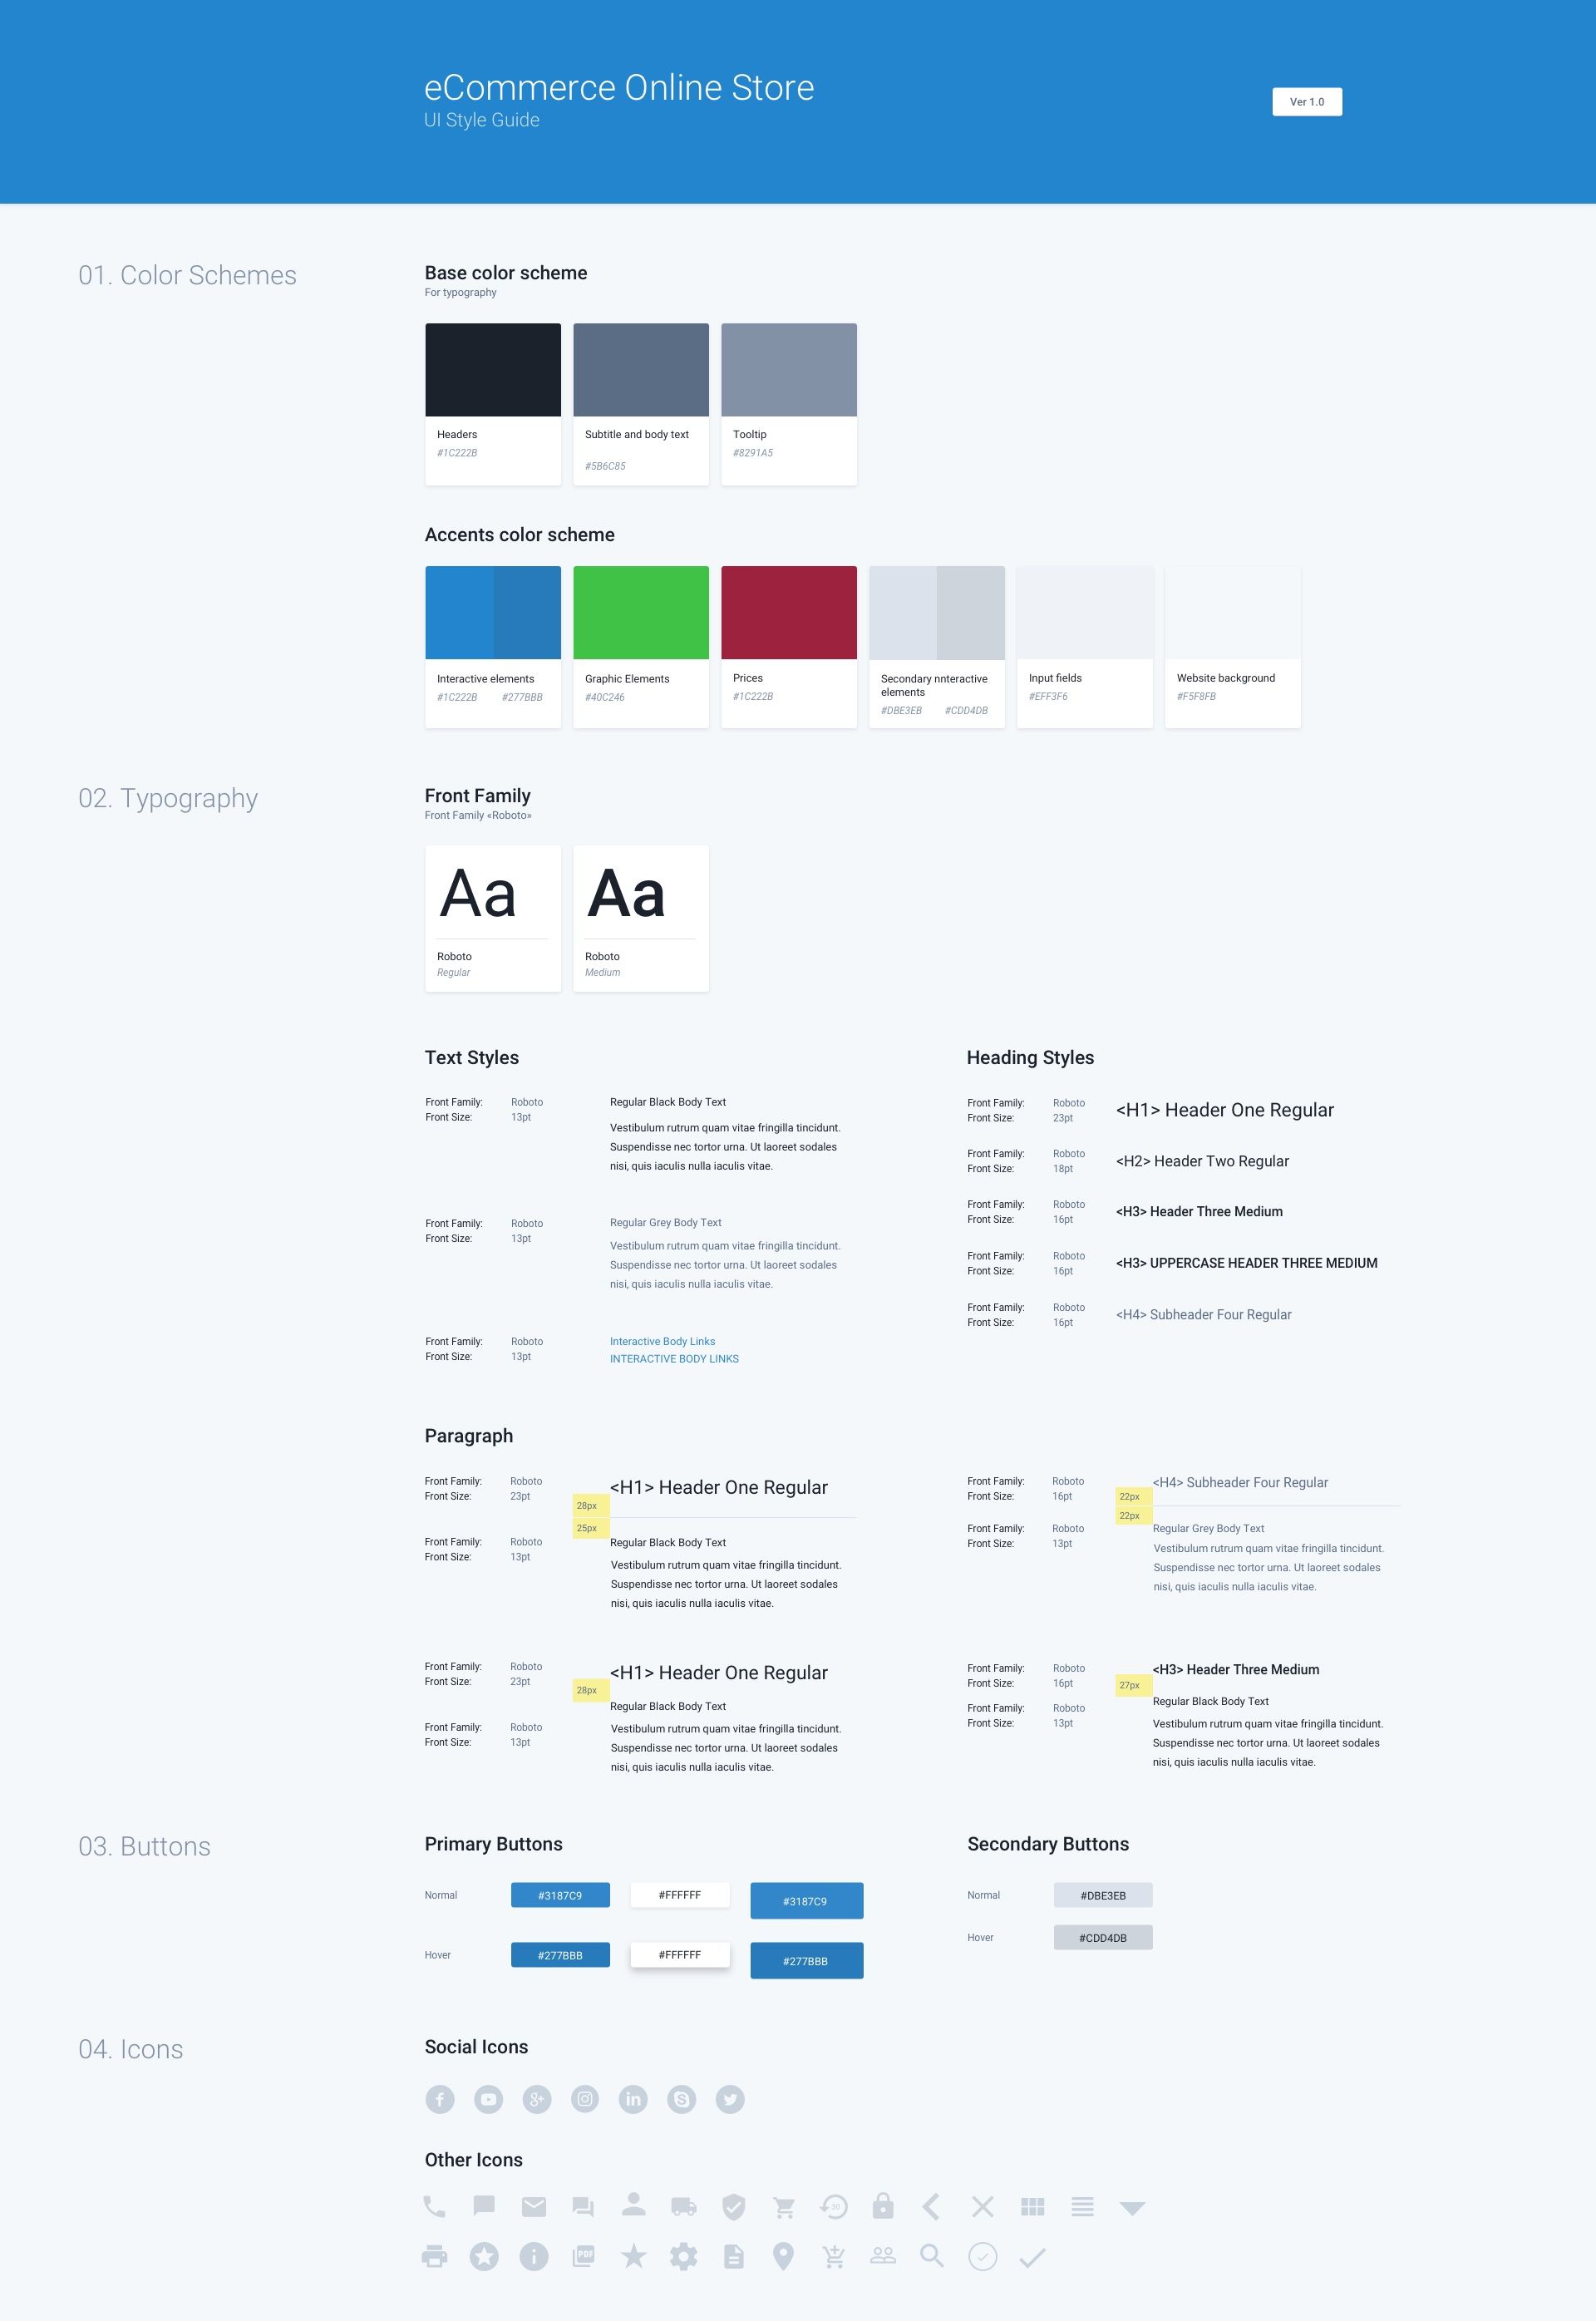 eCommerce Online Store
UI Style Guide
Ver 1.0
01. Color Schemes
Base color scheme
For typography
Headers
#1C222B
Subtitle and body text
#5B6C85
Tooltip
#8291A5
Accents color scheme
Interactive elements
#1C222B #277BBB
Graphic Elements
#40C246
Prices
#1C222B
Secondary nnteractive
elements
#DBE3EB #CDD4DB
Input fields
#EFF3F6
Website background
#F5F8FB
02. Typography
Front Family
Front Family «Roboto»
Aa
Roboto
Regular
Aa
Roboto
Medium
Text Styles
Front Family: Roboto
Front Size: 13pt
Regular Black Body Text
Vestibulum rutrum quam vitae fringilla tincidunt.
Suspendisse nec tortor urna. Ut laoreet sodales
nisi, quis iaculis nulla iaculis vitae.
Front Family: Roboto
Front Size: 13pt
Regular Grey Body Text
Vestibulum rutrum quam vitae fringilla tincidunt.
Suspendisse nec tortor urna. Ut laoreet sodales
nisi, quis iaculis nulla iaculis vitae.
Front Family: Roboto
Front Size: 13pt
Interactive Body Links
INTERACTIVE BODY LINKS
Heading Styles
Front Family: Roboto
Front Size: 23pt
<H1> Header One Regular
Front Family: Roboto
Front Size: 18pt
<H2> Header Two Regular
Front Family: Roboto
Front Size: 16pt
<H3> Header Three Medium
Front Family: Roboto
Front Size: 16pt
<H3> UPPERCASE HEADER THREE MEDIUM
Front Family: Roboto
Front Size: 16pt
<H4> Subheader Four Regular
Paragraph
Front Family: Roboto
Front Size: 23pt
<H1> Header One Regular
28px
25px
Front Family: Roboto
Front Size: 13pt
Regular Black Body Text
Vestibulum rutrum quam vitae fringilla tincidunt.
Suspendisse nec tortor urna. Ut laoreet sodales
nisi, quis iaculis nulla iaculis vitae.
Front Family: Roboto
Front Size: 16pt
<H4> Subheader Four Regular
22px
22px
Front Family: Roboto
Front Size: 13pt
Regular Grey Body Text
Vestibulum rutrum quam vitae fringilla tincidunt.
Suspendisse nec tortor urna. Ut laoreet sodales
nisi, quis iaculis nulla iaculis vitae.
Front Family: Roboto
Front Size: 23pt
<H1> Header One Regular
28px
Front Family: Roboto
Front Size: 13pt
Regular Black Body Text
Vestibulum rutrum quam vitae fringilla tincidunt.
Suspendisse nec tortor urna. Ut laoreet sodales
nisi, quis iaculis nulla iaculis vitae.
Front Family: Roboto
Front Size: 16pt
<H3> Header Three Medium
27px
Front Family: Roboto
Front Size: 13pt
Regular Black Body Text
Vestibulum rutrum quam vitae fringilla tincidunt.
Suspendisse nec tortor urna. Ut laoreet sodales
nisi, quis iaculis nulla iaculis vitae.
03. Buttons
Primary Buttons
Normal
#3187C9
#FFFFFF
#3187C9
Hover
#277BBB
#FFFFFF
#277BBB
Secondary Buttons
Normal
#DBE3EB
Hover
#CDD4DB
04. Icons
Social Icons
Other Icons
30
PDF